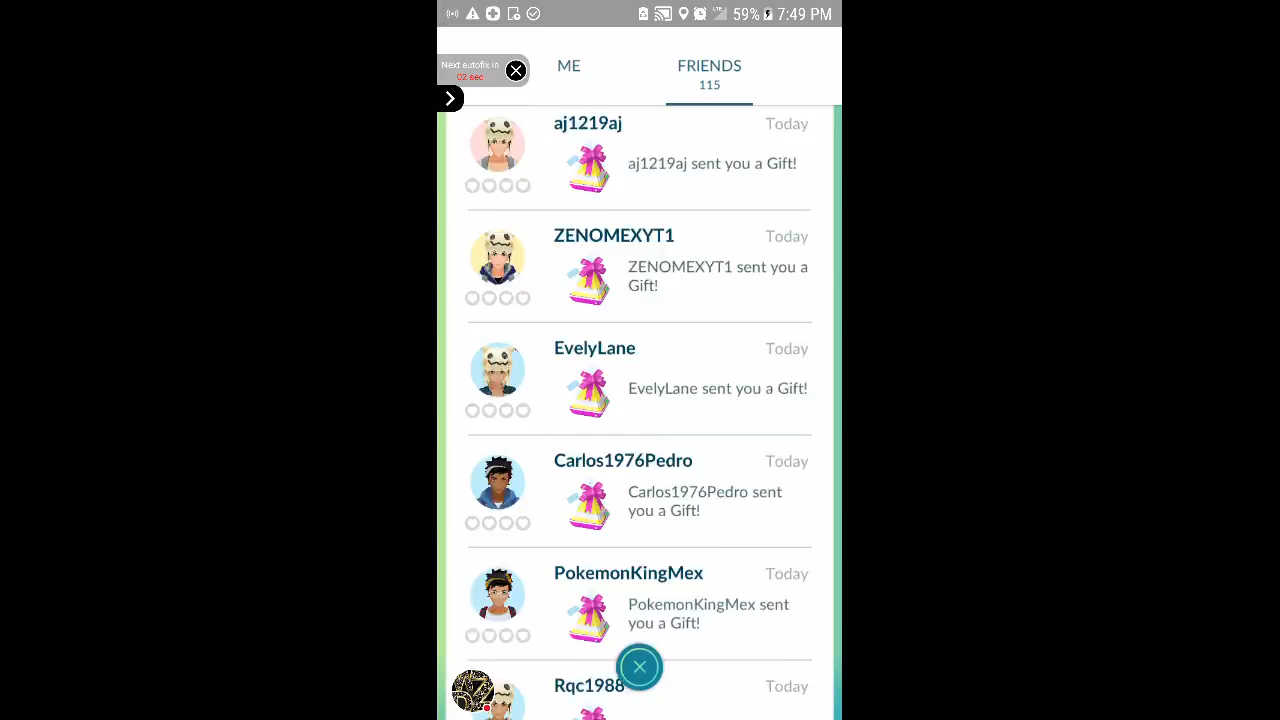 59% 7:49 PM
Next autofix in
02 sec
ME
FRIENDS
115
aj1219aj Today
aj1219aj sent you a Gift!
ZENOMEXYT1 Today
ZENOMEXYT1 sent you a
Gift!
EvelyLane Today
EvelyLane sent you a Gift!
Carlos1976Pedro Today
Carlos1976Pedro sent
you a Gift!
PokemonKingMex Today
PokemonKingMex sent
you a Gift!
Rqc1988 Today